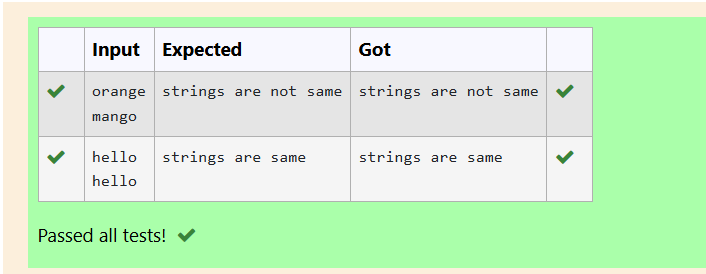 Input Expected Got
orange strings are not same strings are not same
mango
hello strings are same strings are same
hello
Passed all tests!